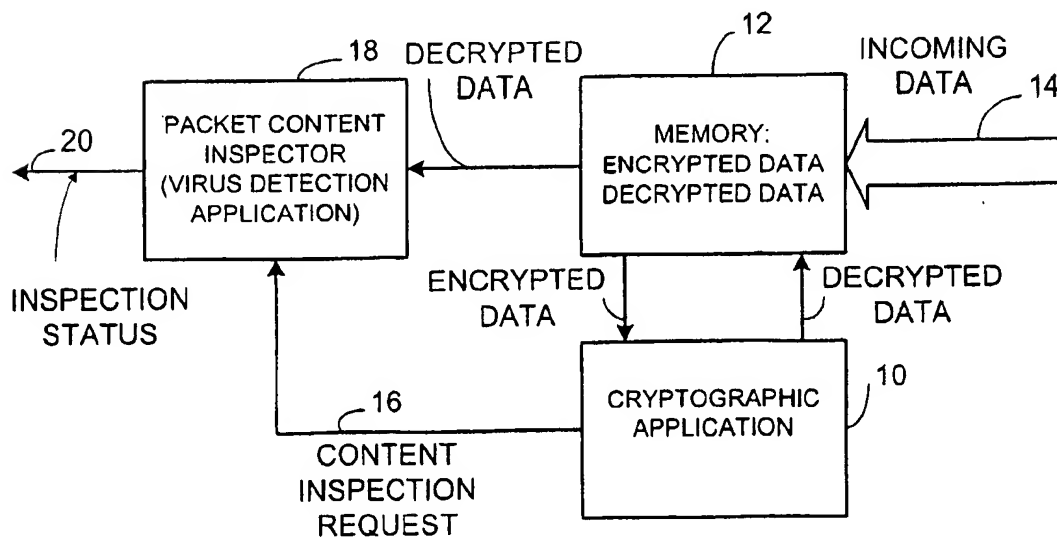 18
DECRYPTED
DATA
12
INCOMING
DATA
14
20
PACKET CONTENT
INSPECTOR
(VIRUS DETECTION
APPLICATION)
MEMORY:
ENCRYPTED DATA
DECRYPTED DATA
INSPECTION
STATUS
ENCRYPTED
DATA
DECRYPTED
DATA
16
CONTENT
INSPECTION
REQUEST
CRYPTOGRAPHIC
APPLICATION
10